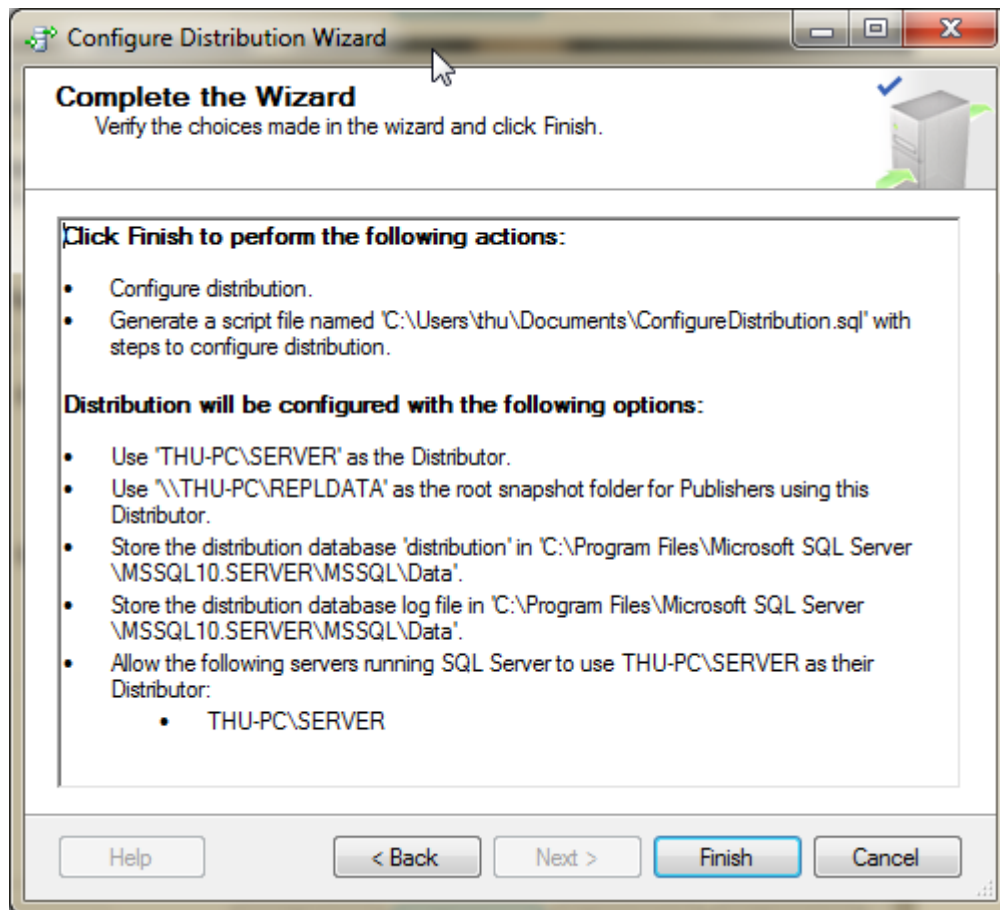 Configure Distribution Wizard
Complete the Wizard
Verify the choices made in the wizard and click Finish.
Click Finish to perform the following actions:
• Configure distribution.
• Generate a script file named 'C:\Users\thu\Documents\ConfigureDistribution.sql' with
steps to configure distribution.
Distribution will be configured with the following options:
• Use 'THU-PC\SERVER' as the Distributor.
• Use '\\THU-PC\REPLDATA' as the root snapshot folder for Publishers using this
Distributor.
• Store the distribution database 'distribution' in 'C:\Program Files\Microsoft SQL Server
\MSSQL10.SERVER\MSSQL\Data'.
• Store the distribution database log file in 'C:\Program Files\Microsoft SQL Server
\MSSQL10.SERVER\MSSQL\Data'.
• Allow the following servers running SQL Server to use THU-PC\SERVER as their
Distributor:
• THU-PC\SERVER
Help
< Back
Next >
Finish
Cancel